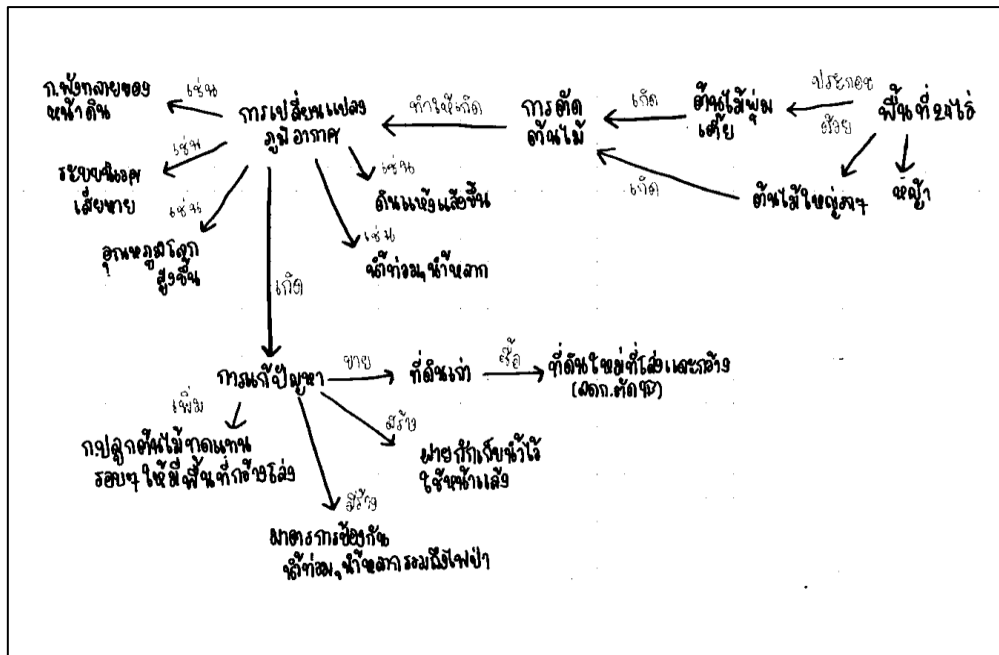 ก.พังทลายของ
หน้าดิน
เช่น
การเปลี่ยนแปลง
ภูมิอากาศ
ทำให้เกิด
การตัด
ต้นไม้
เกิด
ต้นไม้พุ่ม
เตี้ย
ประกอบ
ด้วย
พื้นที่ 24 ไร่
เช่น
ระบบนิเวศ
เสียหาย
เช่น
ดินแห้งแล้งขึ้น
เกิด
ต้นไม้ใหญ่รอบๆ
หญ้า
เช่น
อุณหภูมิโลก
สูงขึ้น
เช่น
น้ำท่วม, น้ำหลาก
เกิด
การแก้ปัญหา
ขาย
ที่ดินเก่า
ซื้อ
ที่ดินใหม่ที่โล่งและกว้าง
(ลดก.ตัด
เพิ่ม
ก.ปลูกต้นไม้ทดแทน
รอบๆ ให้มีพื้นที่กว้างโล่ง
สร้าง
ฝายกักเก็บน้ำไว้
ใช้หน้าแล้ง
สร้าง
มาตรการป้องกัน
น้ำท่วม, น้ำหลาก รวมถึงไฟป่า